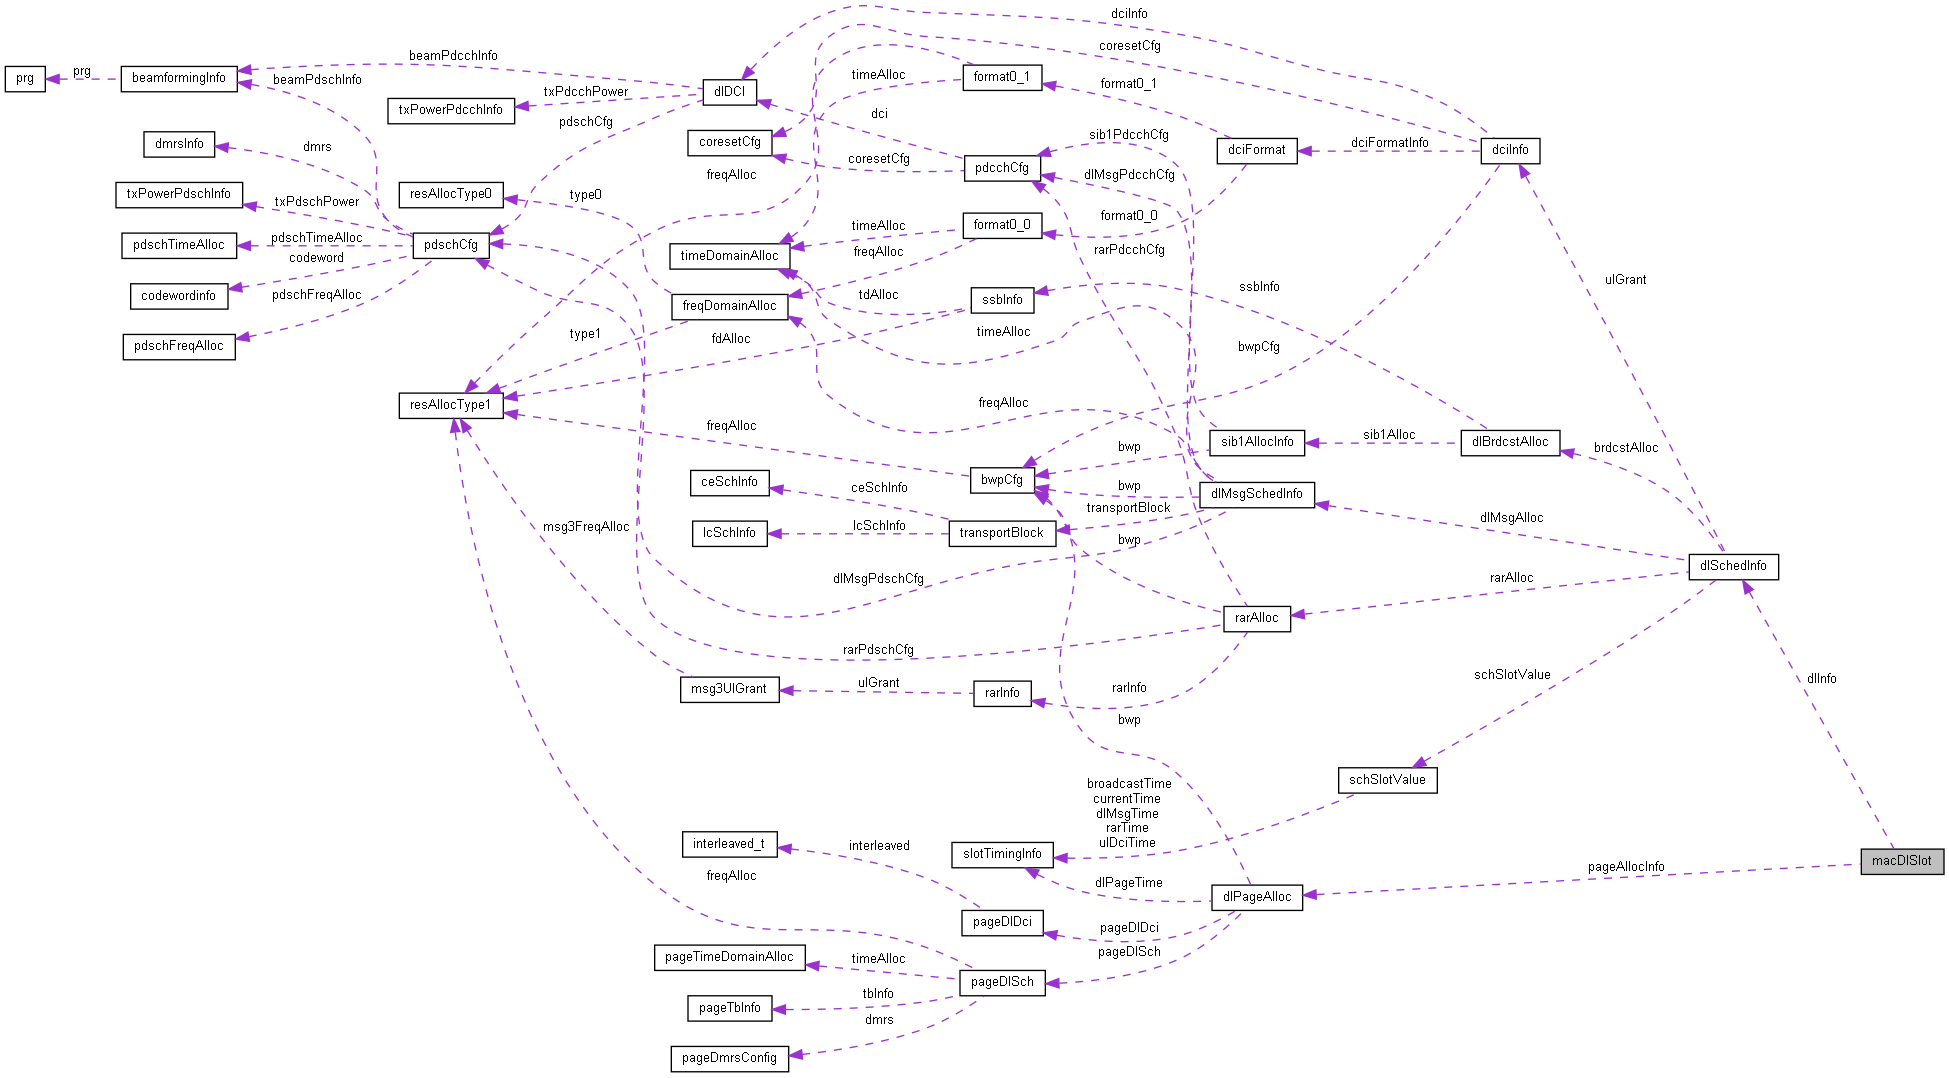 dciInfo
coresetCfg
beamPdcchInfo
prg
prg
beamformingInfo
beamPdschInfo
timeAlloc
format0_1
format0_1
dlDCI
txPdcchPower
txPowerPdcchInfo
pdschCfg
dci
sib1PdcchCfg
dmrsInfo
dmrs
coresetCfg
coresetCfg
dciFormat
dciFormatInfo
dciInfo
pdcchCfg
freqAlloc
dlMsgPdcchCfg
txPowerPdschInfo
txPdschPower
resAllocType0
type0
format0_0
format0_0
timeAlloc
pdschTimeAlloc
pdschTimeAlloc
pdschCfg
codeword
timeDomainAlloc
freqAlloc
rarPdcchCfg
codewordinfo
pdschFreqAlloc
freqDomainAlloc
tdAlloc
ssbInfo
ssbInfo
ulGrant
pdschFreqAlloc
type1
fdAlloc
timeAlloc
bwpCfg
resAllocType1
freqAlloc
freqAlloc
bwp
sib1AllocInfo
sib1Alloc
dlBrdcstAlloc
brdcstAlloc
ceSchInfo
ceSchInfo
bwpCfg
bwp
dlMsgSchedInfo
transportBlock
msg3FreqAlloc
lcSchInfo
lcSchInfo
transportBlock
bwp
dlMsgAlloc
dlSchedInfo
dlMsgPdschCfg
rarAlloc
rarAlloc
rarPdschCfg
msg3UlGrant
ulGrant
rarInfo
rarInfo
schSlotValue
dlInfo
bwp
schSlotValue
broadcastTime
currentTime
dlMsgTime
rarTime
ulDciTime
interleaved_t
interleaved
slotTimingInfo
macDlSlot
pageAllocInfo
freqAlloc
dlPageTime
dlPageAlloc
pageDlDci
pageDlDci
pageDlSch
pageTimeDomainAlloc
timeAlloc
pageDlSch
tbInfo
pageTbInfo
dmrs
pageDmrsConfig